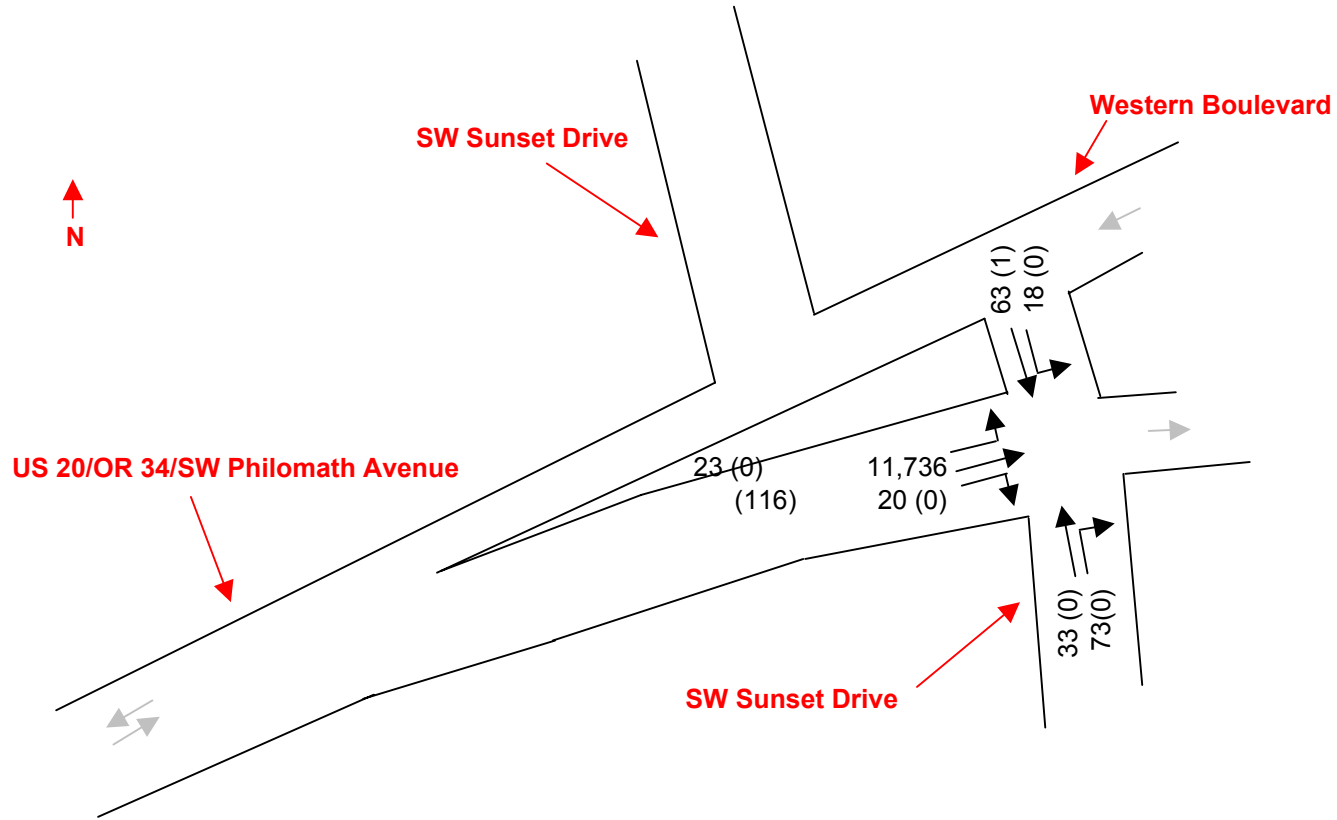 Western Boulevard
SW Sunset Drive
N
63 (1)
18 (0)
US 20/OR 34/SW Philomath Avenue
23 (0)
(116)
11,736
20 (0)
33 (0)
73(0)
SW Sunset Drive